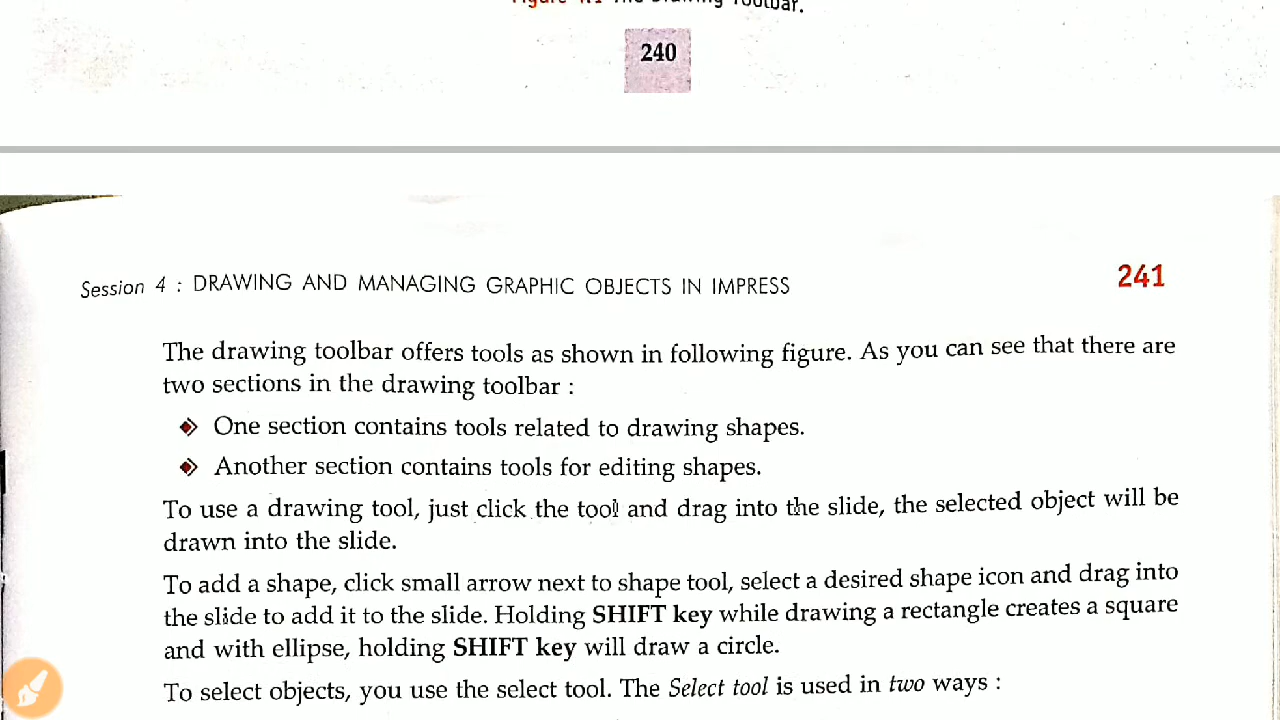 Figure 4.1 The Drawing Toolbar.
240
Session 4 : DRAWING AND MANAGING GRAPHIC OBJECTS IN IMPRESS
241
The drawing toolbar offers tools as shown in following figure. As you can see that there are
two sections in the drawing toolbar :
One section contains tools related to drawing shapes.
Another section contains tools for editing shapes.
To use a drawing tool, just click the tool and drag into the slide, the selected object will be
drawn into the slide.
To add a shape, click small arrow next to shape tool, select a desired shape icon and drag into
the slide to add it to the slide. Holding SHIFT key while drawing a rectangle creates a square
and with ellipse, holding SHIFT key will draw a circle.
To select objects, you use the select tool. The Select tool is used in two ways :